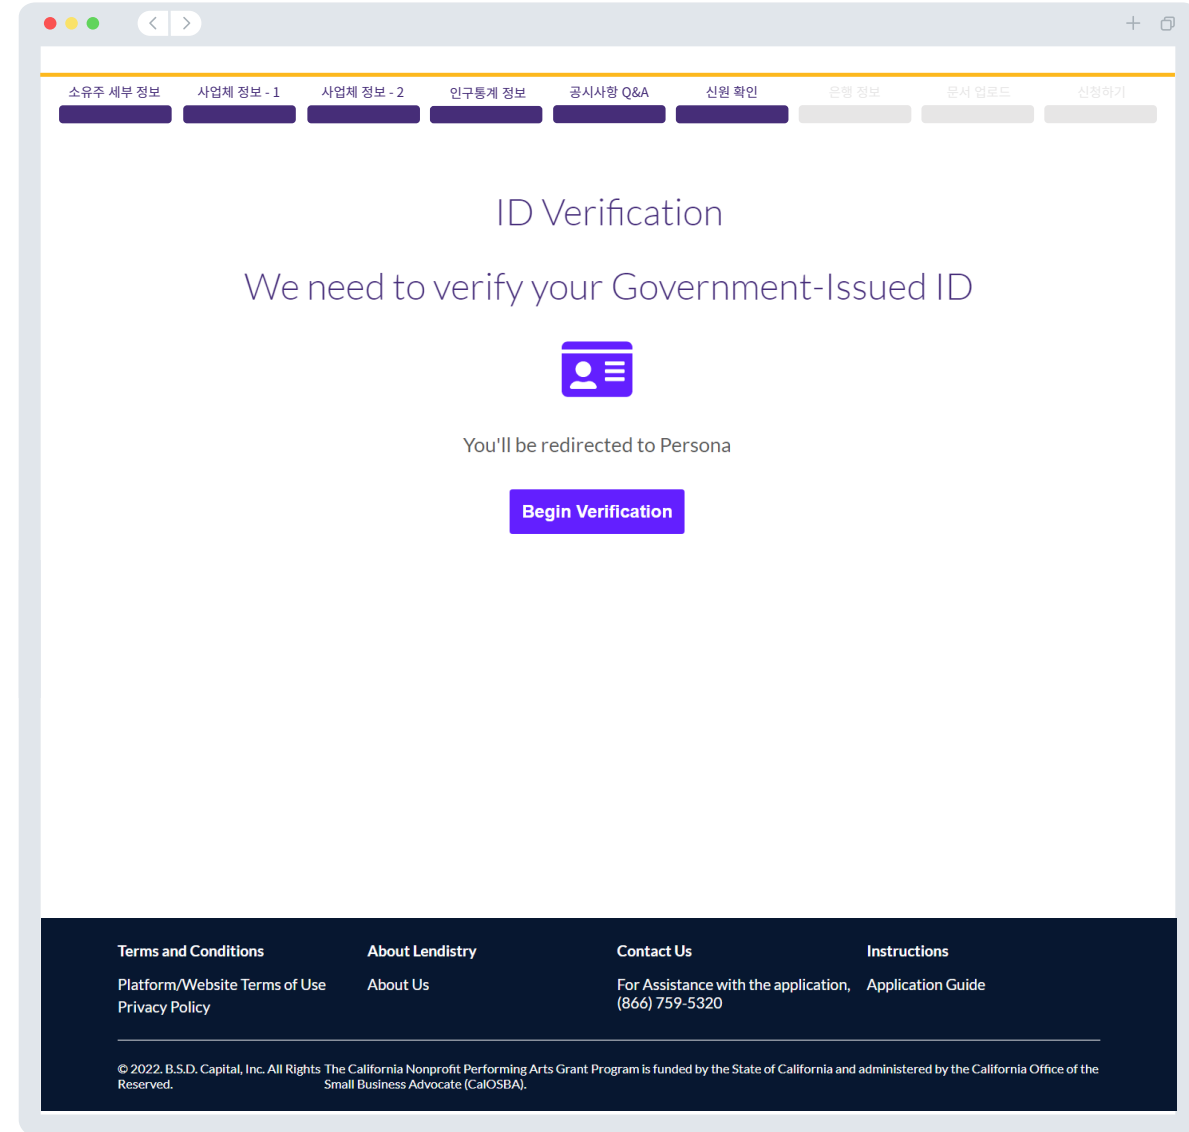 소유주 세부 정보 사업체 정보 - 1 사업체 정보 - 2 인구통계 정보 공시사항 Q&A 신원 확인 은행 정보 문서 업로드 신청하기
ID Verification
We need to verify your Government-Issued ID
You'll be redirected to Persona
Begin Verification
Terms and Conditions
Platform/Website Terms of Use
Privacy Policy
About Lendistry
About Us
Contact Us
For Assistance with the application,
(866) 759-5320
Instructions
Application Guide
© 2022. B.S.D. Capital, Inc. All Rights
Reserved.
The California Nonprofit Performing Arts Grant Program is funded by the State of California and administered by the California Office of the
Small Business Advocate (CalOSBA).